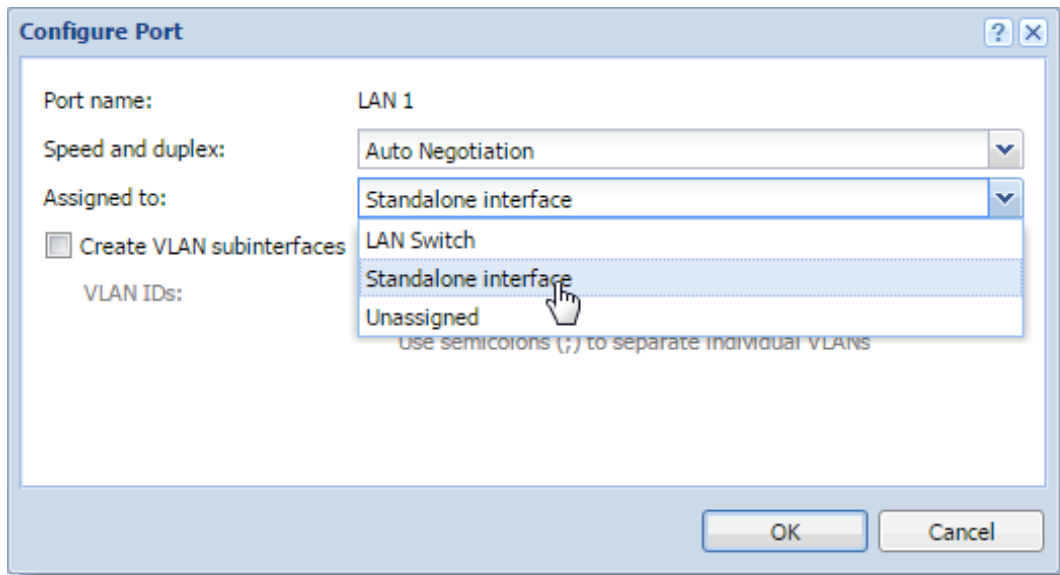 Configure Port
Port name: LAN 1
Speed and duplex: Auto Negotiation
Assigned to: Standalone interface
Create VLAN subinterfaces LAN Switch
Standalone interface
VLAN IDs:
Unassigned
Use semicolons (;) to separate individual VLANs
OK Cancel